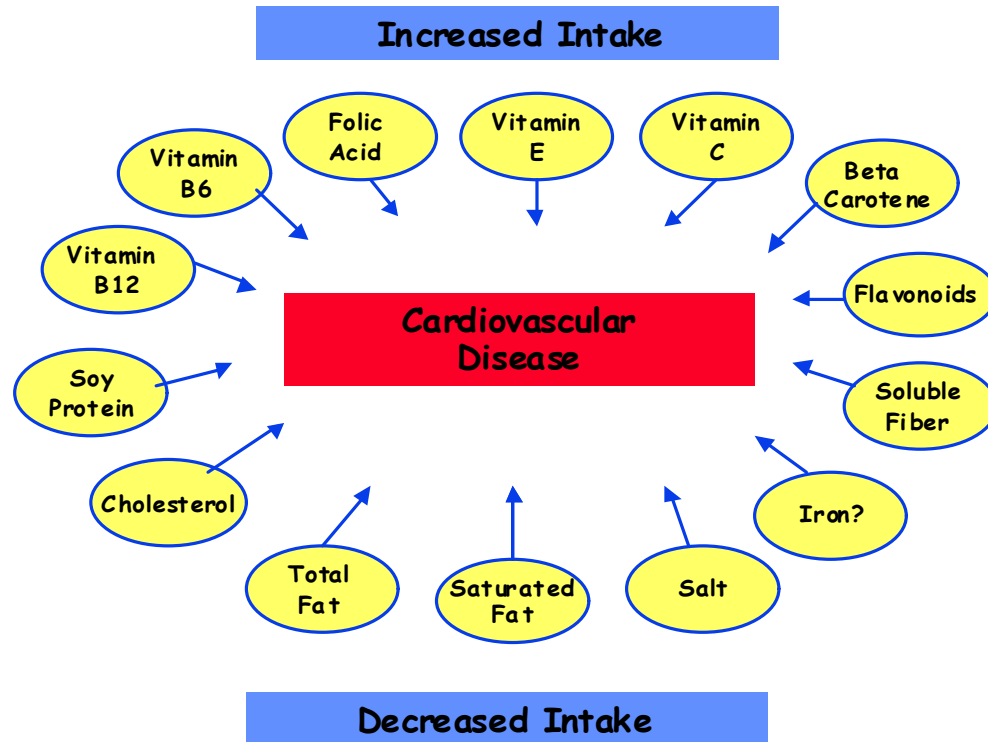 Increased Intake
Folic
Acid
Vitamin
E
Vitamin
C
Vitamin
B6
Beta
Carotene
Vitamin
B12
Flavonoids
Cardiovascular
Disease
Soy
Protein
Soluble
Fiber
Cholesterol
Iron?
Total
Fat
Saturated
Fat
Salt
Decreased Intake